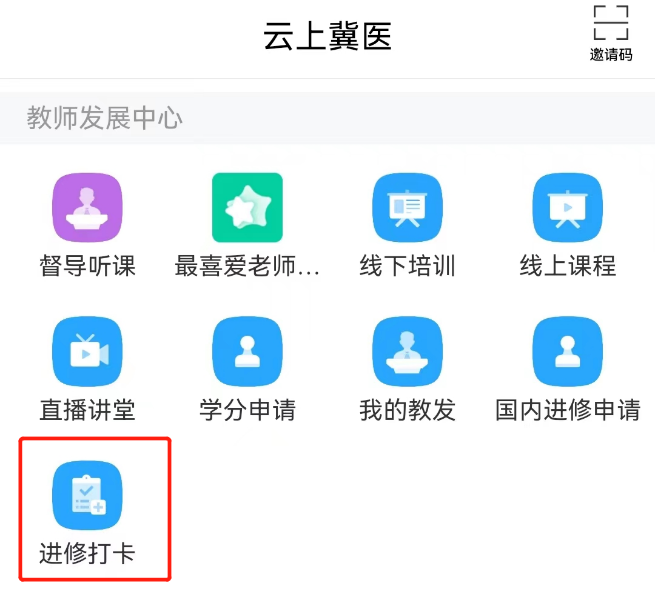 云上冀医
邀请码
教师发展中心
督导听课
最喜爱老师...
线下培训
线上课程
直播讲堂
学分申请
我的教发
国内进修申请
进修打卡